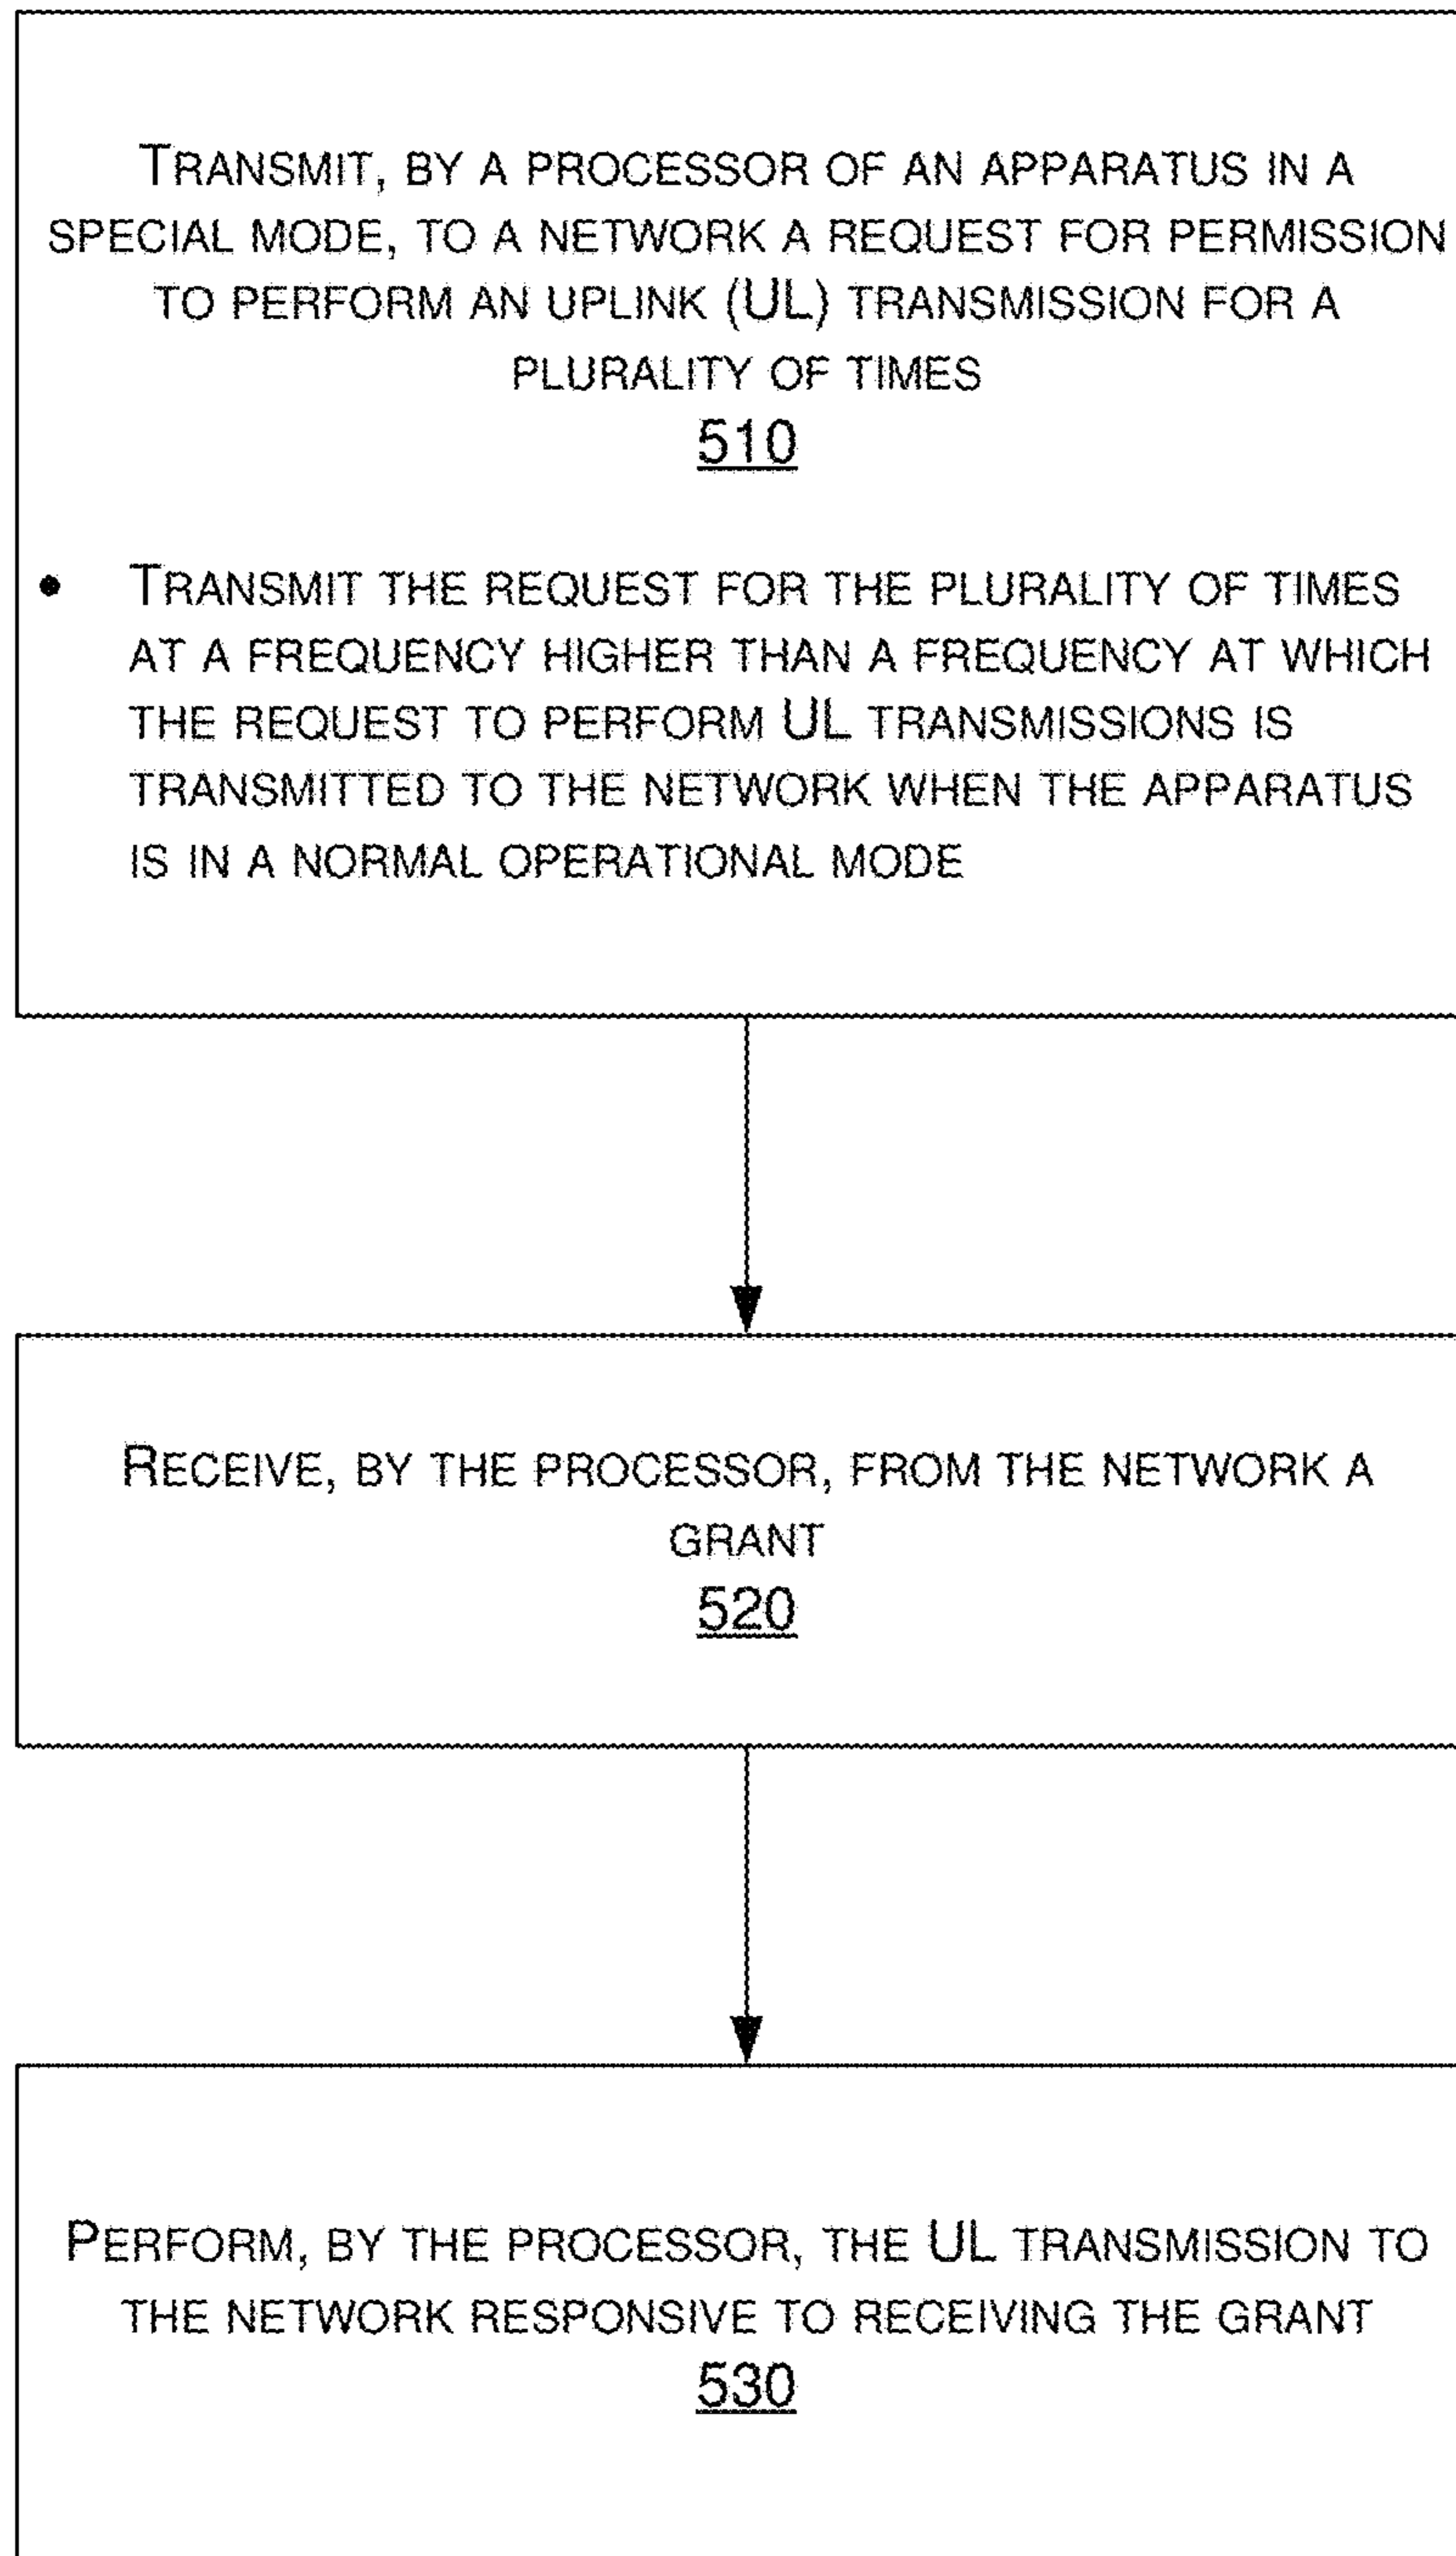 TRANSMIT, BY A PROCESSOR OF AN APPARATUS IN A
SPECIAL MODE, TO A NETWORK A REQUEST FOR PERMISSION
TO PERFORM AN UPLINK (UL) TRANSMISSION FOR A
PLURALITY OF TIMES
510
• TRANSMIT THE REQUEST FOR THE PLURALITY OF TIMES
AT A FREQUENCY HIGHER THAN A FREQUENCY AT WHICH
THE REQUEST TO PERFORM UL TRANSMISSIONS IS
TRANSMITTED TO THE NETWORK WHEN THE APPARATUS
IS IN A NORMAL OPERATIONAL MODE
RECEIVE, BY THE PROCESSOR, FROM THE NETWORK A
GRANT
520
PERFORM, BY THE PROCESSOR, THE UL TRANSMISSION TO
THE NETWORK RESPONSIVE TO RECEIVING THE GRANT
530